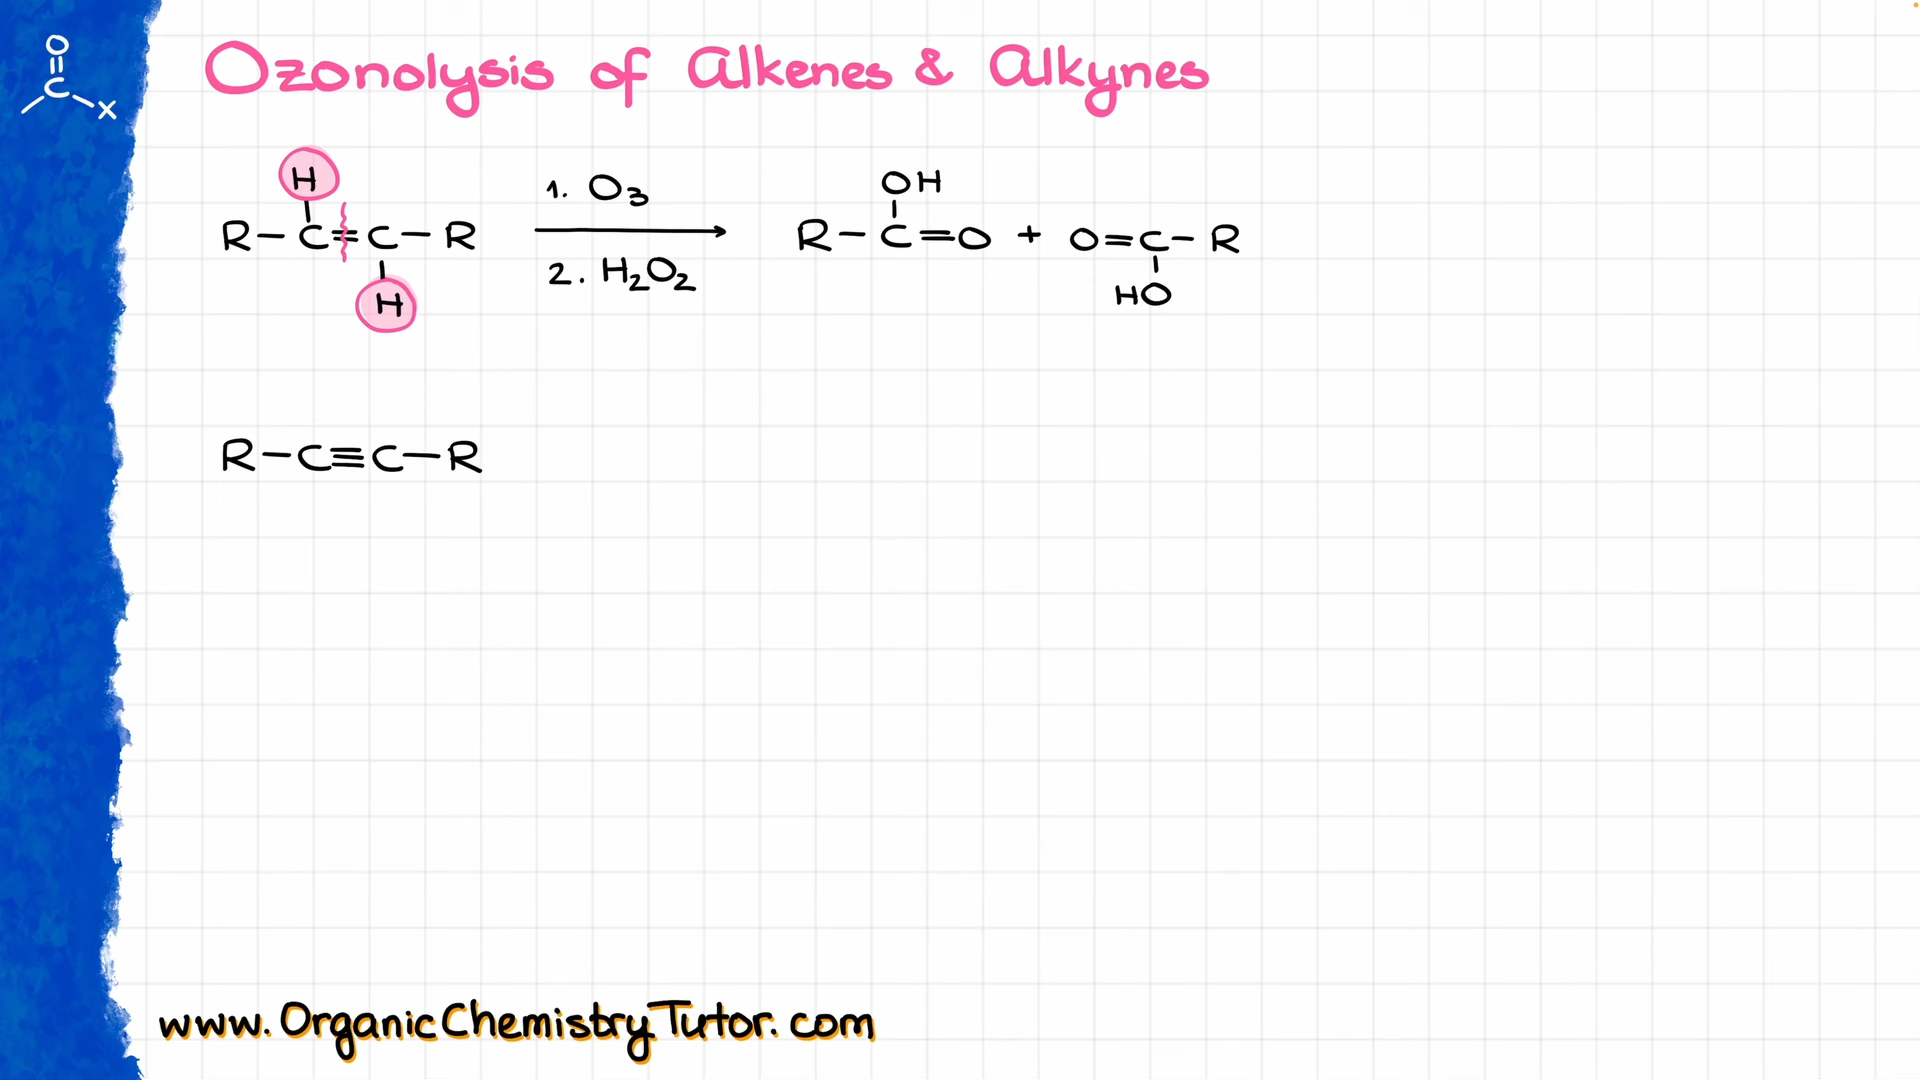 O
C
X
Ozonolysis of Alkenes & Alkynes
H
1. O₃
OH
R–C=C–R
R–C=O + O=C–R
2. H₂O₂
H
HO
R–C≡C–R
www.OrganicChemistryTutor.com